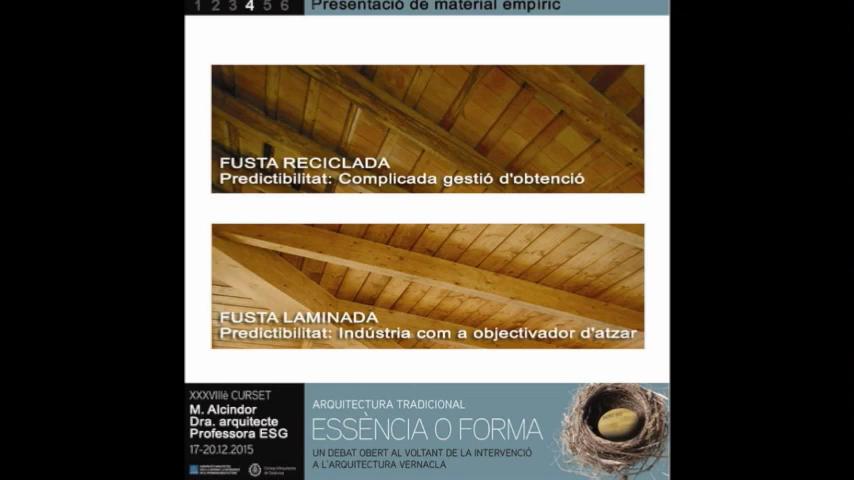 1 2 3 4 5 6
Presentació de material empíric
FUSTA RECICLADA
Predictibilitat: Complicada gestió d'obtenció
FUSTA LAMINADA
Predictibilitat: Indústria com a objectivador d'atzar
XXXVIIIè CURSET
M. Alcindor
Dra. arquitecte
Professora ESG
17-20.12.2015
ARQUITECTURA TRADICIONAL
ESSÈNCIA O FORMA
UN DEBAT OBERT AL VOLTANT DE LA INTERVENCIÓ
A L'ARQUITECTURA VERNACLA